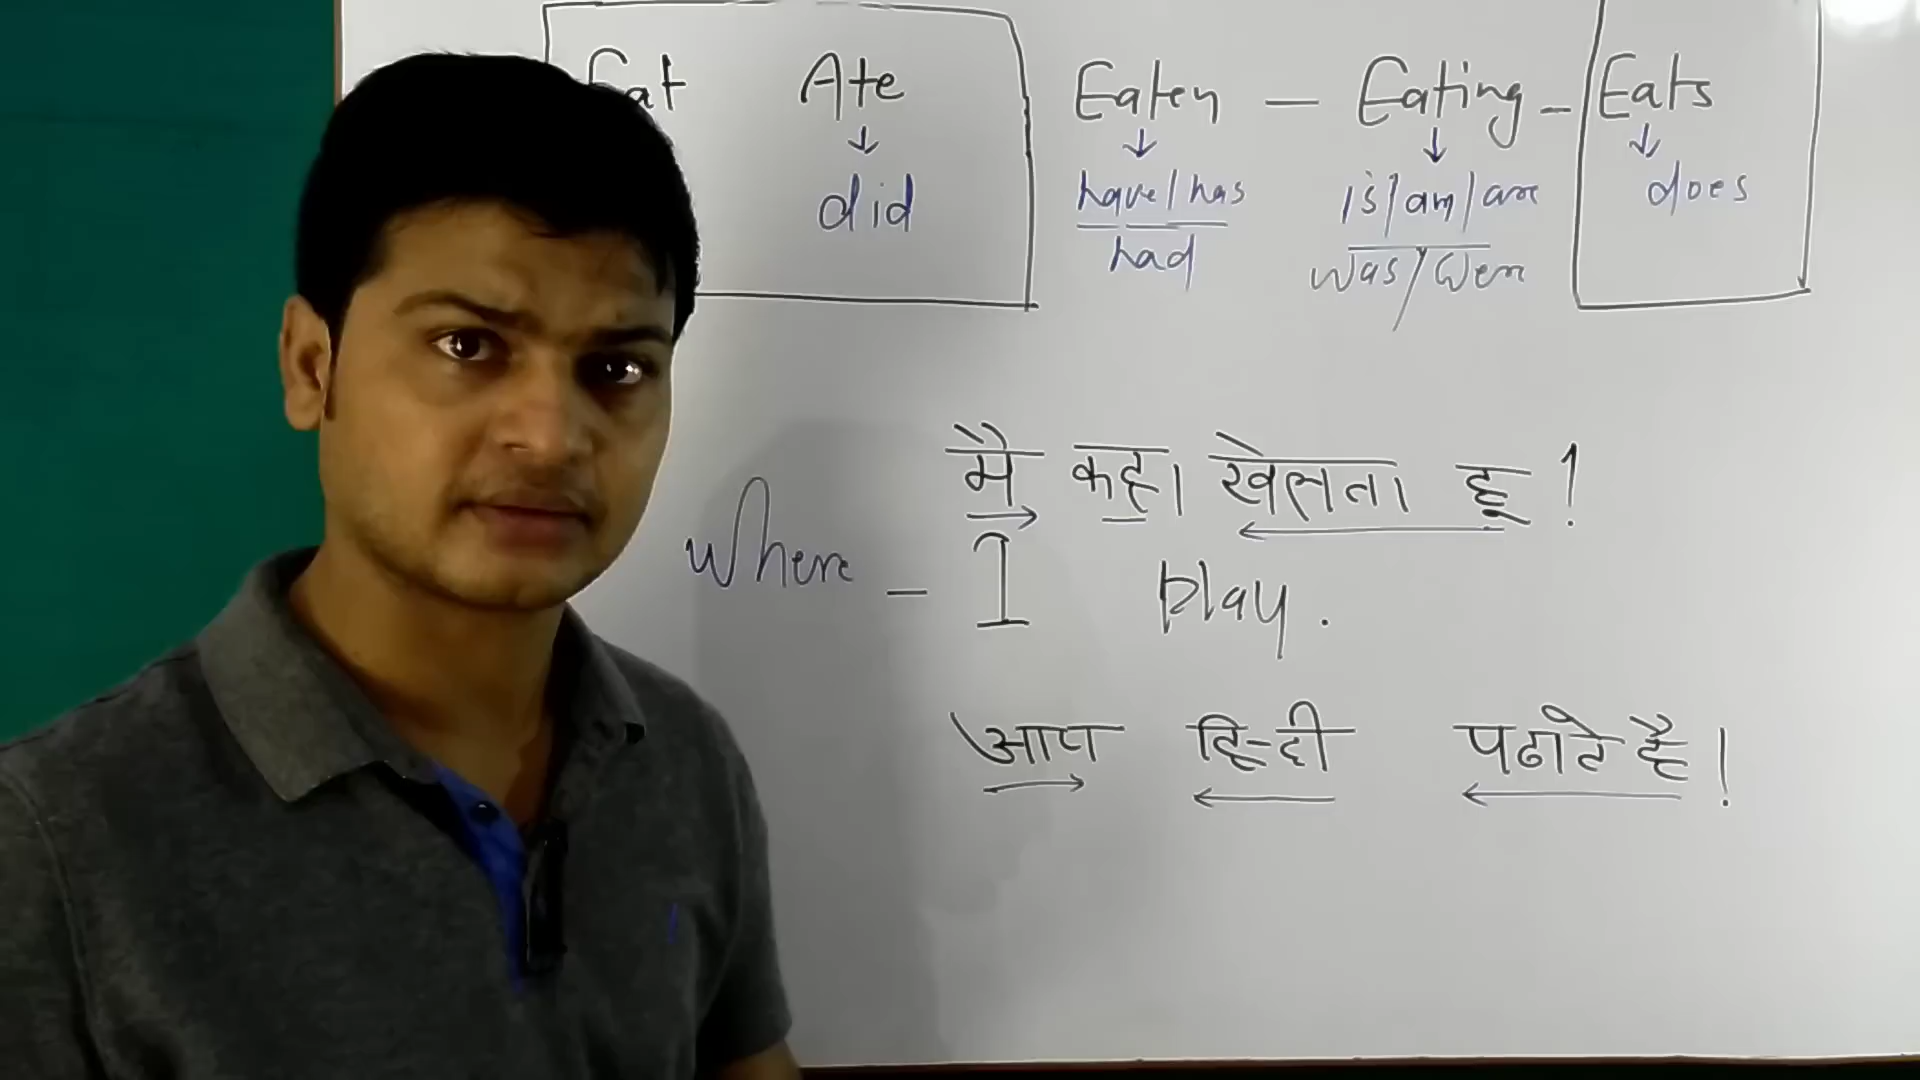 Eat Ate Eaten – Eating – Eats
did have/has is/am/are does
had was/were
मै कहा खेलता हू !
where – I play.
आप हिन्दी पढाते है !